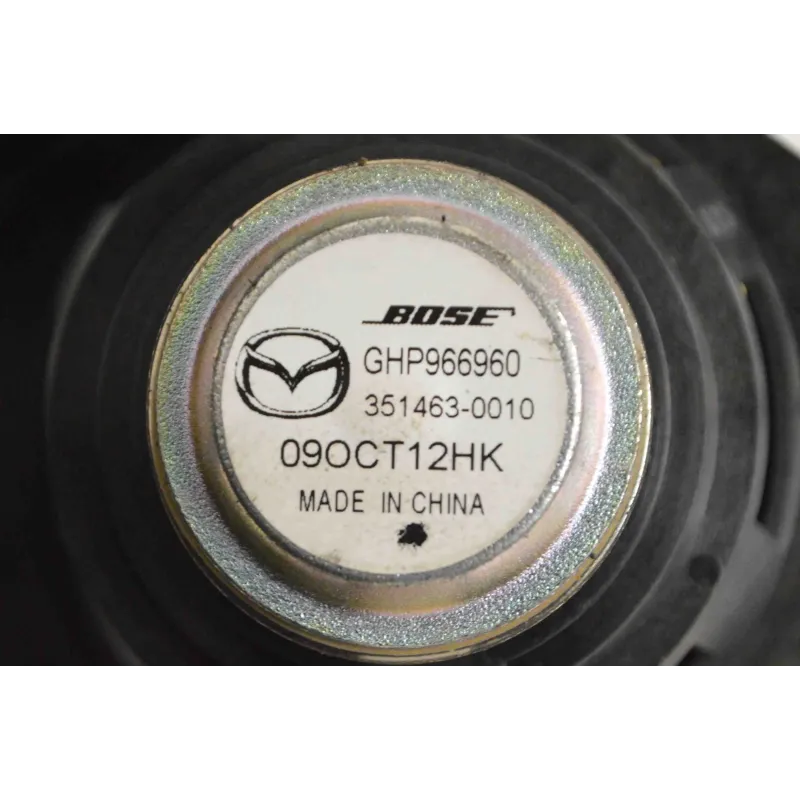 BOSE
GHP966960
351463-0010
09OCT12HK
MADE IN CHINA